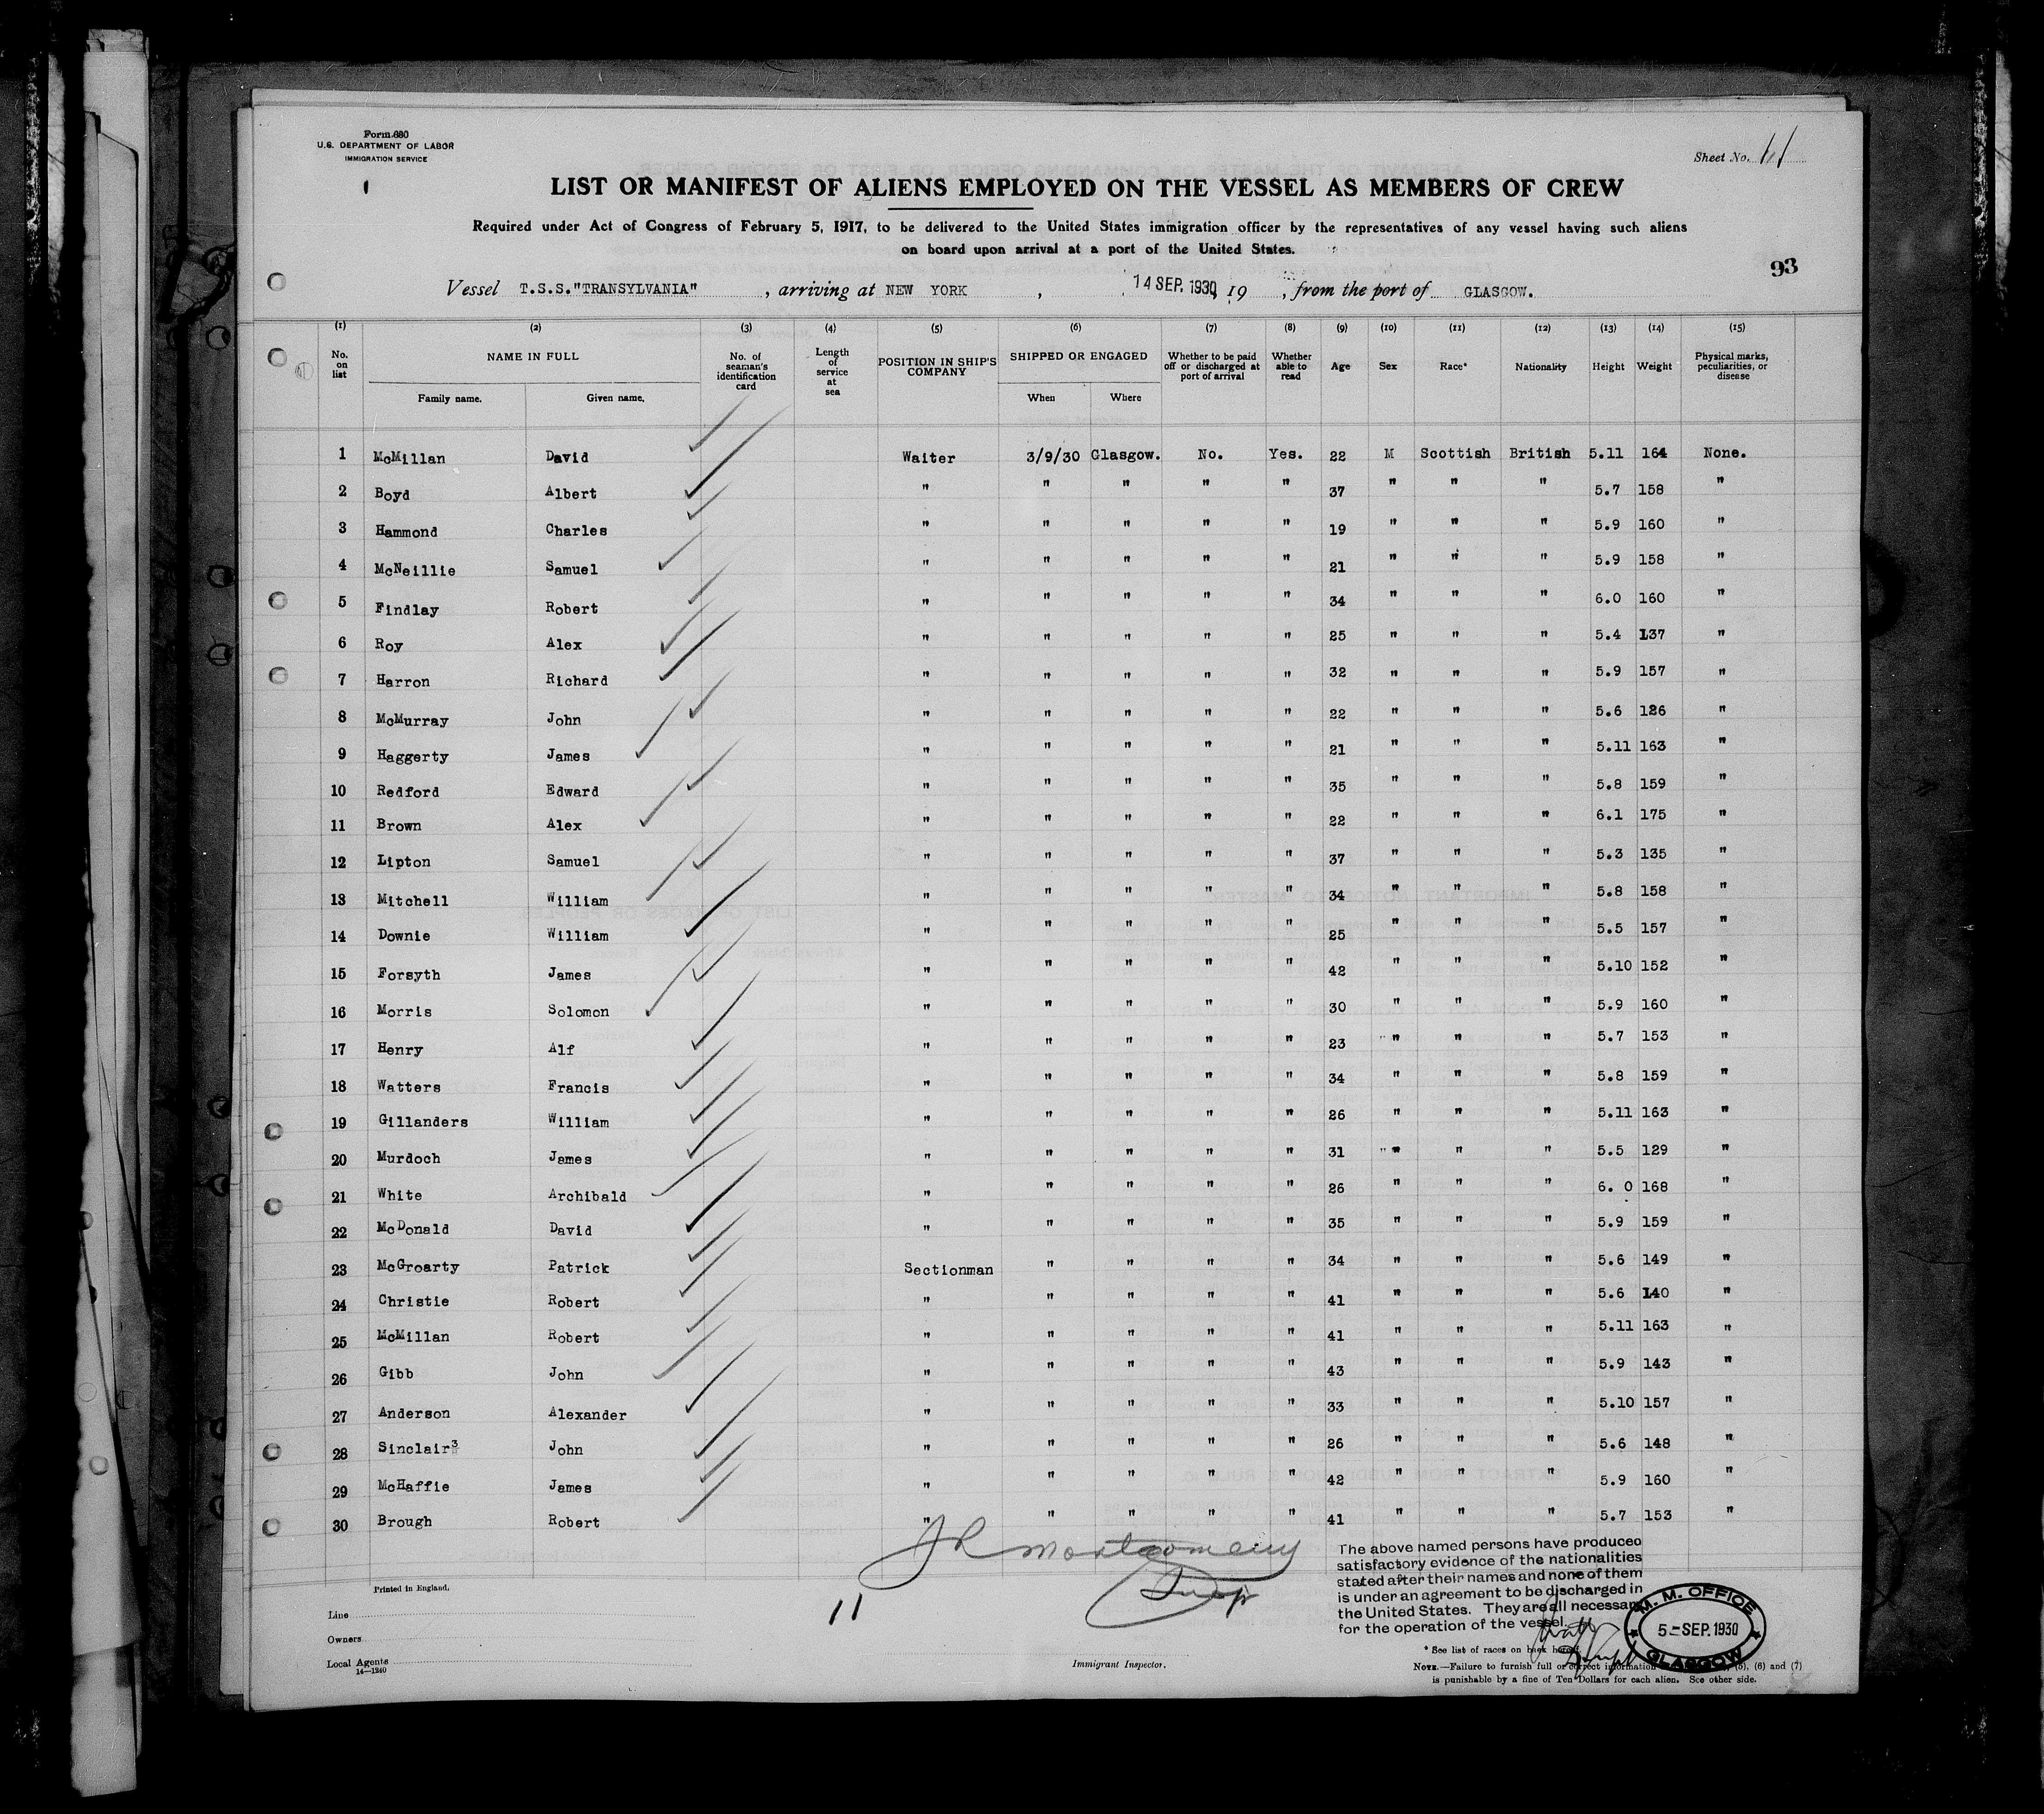 Form 680
U.S. DEPARTMENT OF LABOR
IMMIGRATION SERVICE
Sheet No. 11
LIST OR MANIFEST OF ALIENS EMPLOYED ON THE VESSEL AS MEMBERS OF CREW
Required under Act of Congress of February 5, 1917, to be delivered to the United States immigration officer by the representatives of any vessel having such aliens
on board upon arrival at a port of the United States.
93
Vessel T.S.S."TRANSYLVANIA", arriving at NEW YORK, 14 SEP. 1930, 19 , from the port of GLASGOW.
(1) (2) (3) (4) (5) (6) (7) (8) (9) (10) (11) (12) (13) (14) (15)
No. on list NAME IN FULL No. of seaman's identification card Length of service at sea POSITION IN SHIP'S COMPANY SHIPPED OR ENGAGED Whether to be paid off or discharged at port of arrival Whether able to read Age Sex Race* Nationality Height Weight Physical marks, peculiarities, or disease
Family name. Given name. When Where
1 McMillan David Waiter 3/9/30 Glasgow. No. Yes. 22 M Scottish British 5.11 164 None.
2 Boyd Albert " " " " " 37 " " " 5.7 158 "
3 Hammond Charles " " " " " 19 " " " 5.9 160 "
4 McNeillie Samuel " " " " " 21 " " " 5.9 158 "
5 Findlay Robert " " " " " 34 " " " 6.0 160 "
6 Roy Alex " " " " " 25 " " " 5.4 137 "
7 Harron Richard " " " " " 32 " " " 5.9 157 "
8 McMurray John " " " " " 22 " " " 5.6 126 "
9 Haggerty James " " " " " 21 " " " 5.11 163 "
10 Redford Edward " " " " " 35 " " " 5.8 159 "
11 Brown Alex " " " " " 22 " " " 6.1 175 "
12 Lipton Samuel " " " " " 37 " " " 5.3 135 "
13 Mitchell William " " " " " 34 " " " 5.8 158 "
14 Downie William " " " " " 25 " " " 5.5 157 "
15 Forsyth James " " " " " 42 " " " 5.10 152 "
16 Morris Solomon " " " " " 30 " " " 5.9 160 "
17 Henry Alf " " " " " 23 " " " 5.7 153 "
18 Watters Francis " " " " " 34 " " " 5.8 159 "
19 Gillanders William " " " " " 26 " " " 5.11 163 "
20 Murdoch James " " " " " 31 " " " 5.5 129 "
21 White Archibald " " " " " 26 " " " 6. 0 168 "
22 McDonald David " " " " " 35 " " " 5.9 159 "
23 McGroarty Patrick Sectionman " " " " 34 " " " 5.6 149 "
24 Christie Robert " " " " " 41 " " " 5.6 140 "
25 McMillan Robert " " " " " 41 " " " 5.11 163 "
26 Gibb John " " " " " 43 " " " 5.9 143 "
27 Anderson Alexander " " " " " 33 " " " 5.10 157 "
28 Sinclair3 John " " " " " 26 " " " 5.6 148 "
29 McHaffie James " " " " " 42 " " " 5.9 160 "
30 Brough Robert " " " " " 41 " " " 5.7 153 "
JR Montgomery
Insp
The above named persons have produced
satisfactory evidence of the nationalities
stated after their names and none of them
is under an agreement to be discharged in
the United States. They are all necessary
for the operation of the vessel.
M. M. OFFICE
5-SEP. 1930
GLASGOW
Printed in England.
Line
11
Owners
Local Agents
14—1240
Immigrant Inspector.
* See list of races on back hereof.
NOTE.—Failure to furnish full or correct information (5), (6) and (7)
is punishable by a fine of Ten Dollars for each alien. See other side.